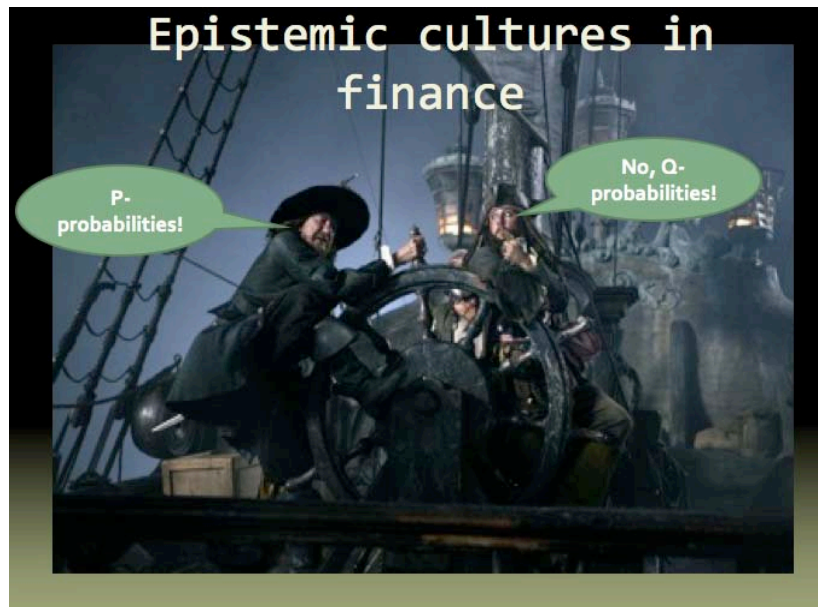 Epistemic cultures in
finance
P-
probabilities!
No, Q-
probabilities!